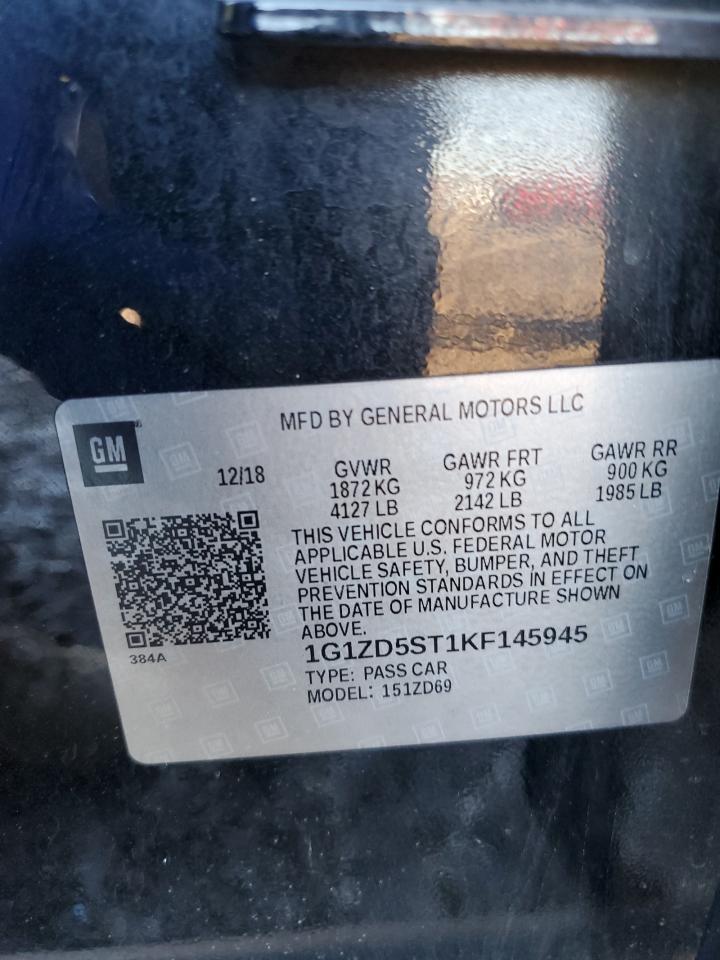 MFD BY GENERAL MOTORS LLC
GM
12/18
GVWR
1872 KG
4127 LB
GAWR FRT
972 KG
2142 LB
GAWR RR
900 KG
1985 LB
THIS VEHICLE CONFORMS TO ALL
APPLICABLE U.S. FEDERAL MOTOR
VEHICLE SAFETY, BUMPER, AND THEFT
PREVENTION STANDARDS IN EFFECT ON
THE DATE OF MANUFACTURE SHOWN
ABOVE.
384A
1G1ZD5ST1KF145945
TYPE: PASS CAR
MODEL: 151ZD69